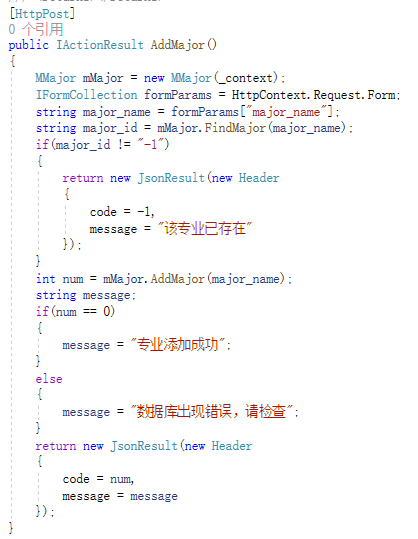 [HttpPost]
0 个引用
public IActionResult AddMajor()
{
MMajor mMajor = new MMajor(_context);
IFormCollection formParams = HttpContext.Request.Form;
string major_name = formParams["major_name"];
string major_id = mMajor.FindMajor(major_name);
if(major_id != "-1")
{
return new JsonResult(new Header
{
code = -1,
message = "该专业已存在"
});
}
int num = mMajor.AddMajor(major_name);
string message;
if(num == 0)
{
message = "专业添加成功";
}
else
{
message = "数据库出现错误，请检查";
}
return new JsonResult(new Header
{
code = num,
message = message
});
}